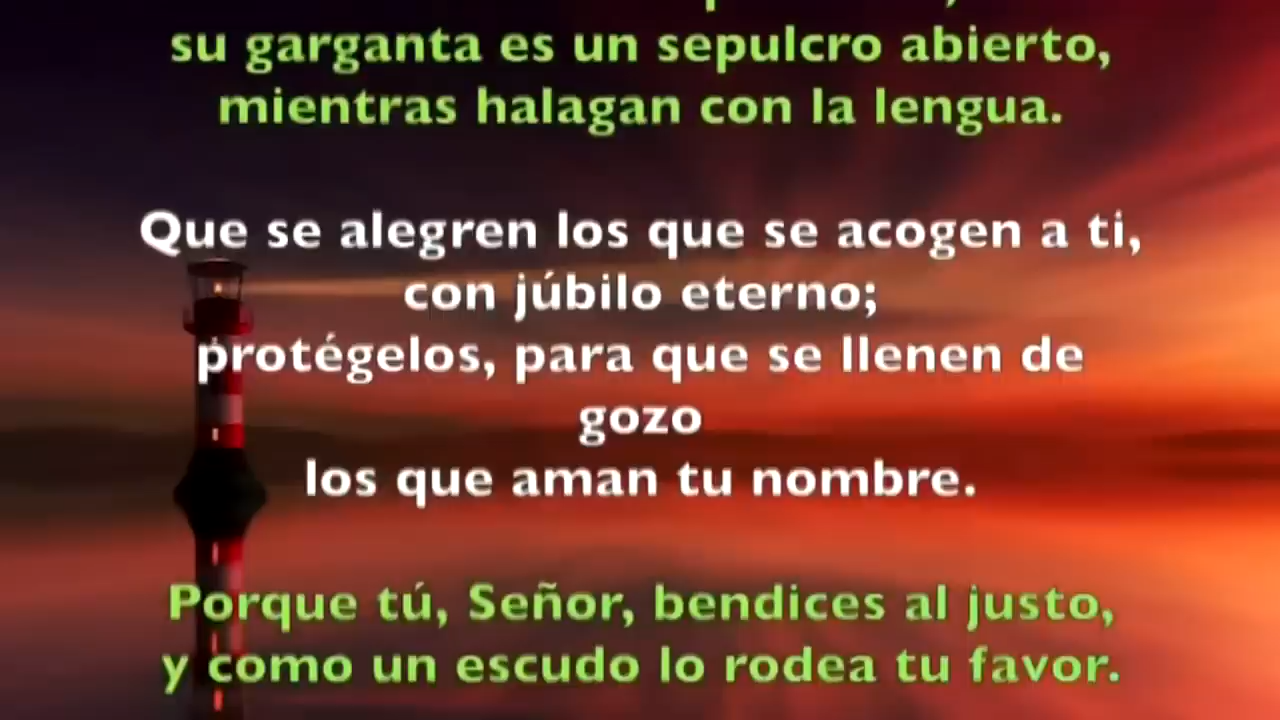 su garganta es un sepulcro abierto,
mientras halagan con la lengua.
Que se alegren los que se acogen a ti,
con júbilo eterno;
protégelos, para que se llenen de
gozo
los que aman tu nombre.
Porque tú, Señor, bendices al justo,
y como un escudo lo rodea tu favor.